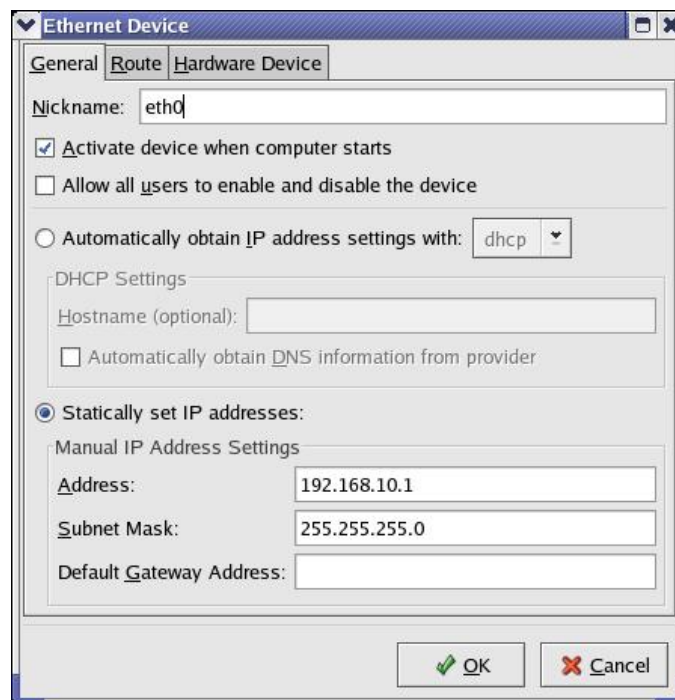 Ethernet Device
General Route Hardware Device
Nickname: eth0
Activate device when computer starts
Allow all users to enable and disable the device
Automatically obtain IP address settings with: dhcp
DHCP Settings
Hostname (optional):
Automatically obtain DNS information from provider
Statically set IP addresses:
Manual IP Address Settings
Address: 192.168.10.1
Subnet Mask: 255.255.255.0
Default Gateway Address:
OK Cancel